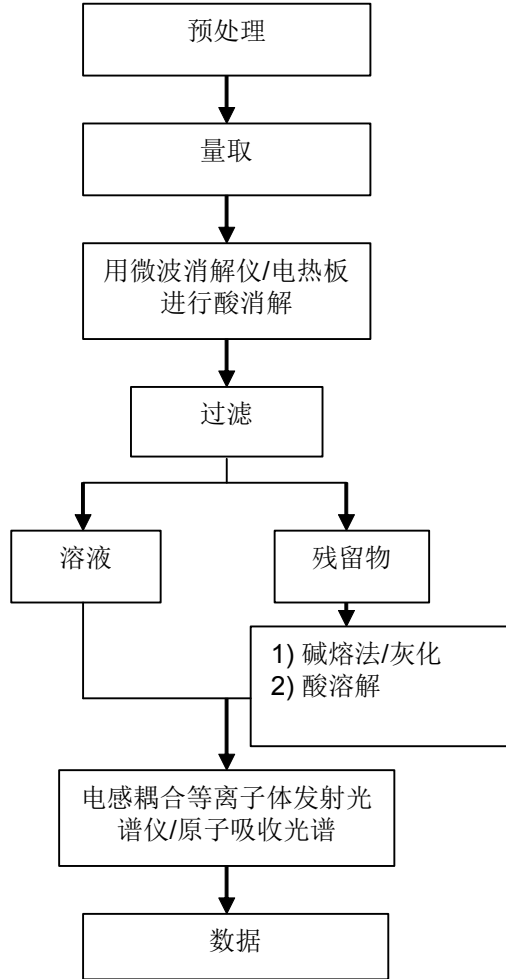 预处理
量取
用微波消解仪/电热板
进行酸消解
过滤
溶液
残留物
1) 碱熔法/灰化
2) 酸溶解
电感耦合等离子体发射光
谱仪/原子吸收光谱
数据